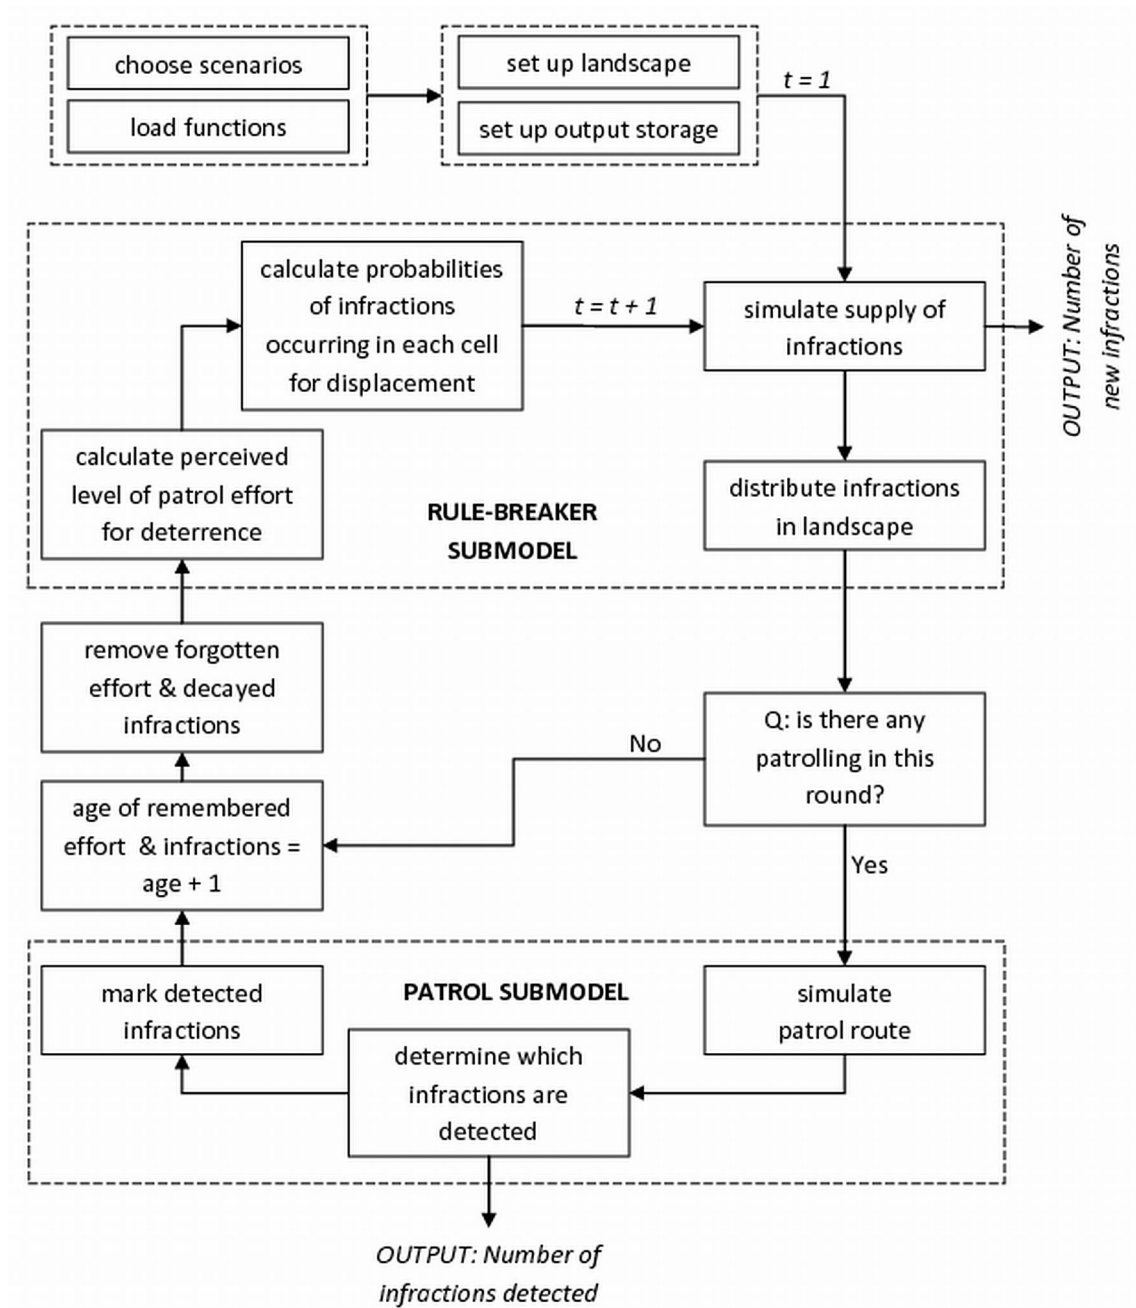 choose scenarios
load functions
set up landscape
set up output storage
t = 1
calculate probabilities
of infractions
occurring in each cell
for displacement
t = t + 1
simulate supply of
infractions
OUTPUT: Number of
new infractions
calculate perceived
level of patrol effort
for deterrence
RULE-BREAKER
SUBMODEL
distribute infractions
in landscape
remove forgotten
effort & decayed
infractions
Q: is there any
patrolling in this
round?
No
age of remembered
effort & infractions =
age + 1
Yes
mark detected
infractions
PATROL SUBMODEL
simulate
patrol route
determine which
infractions are
detected
OUTPUT: Number of
infractions detected